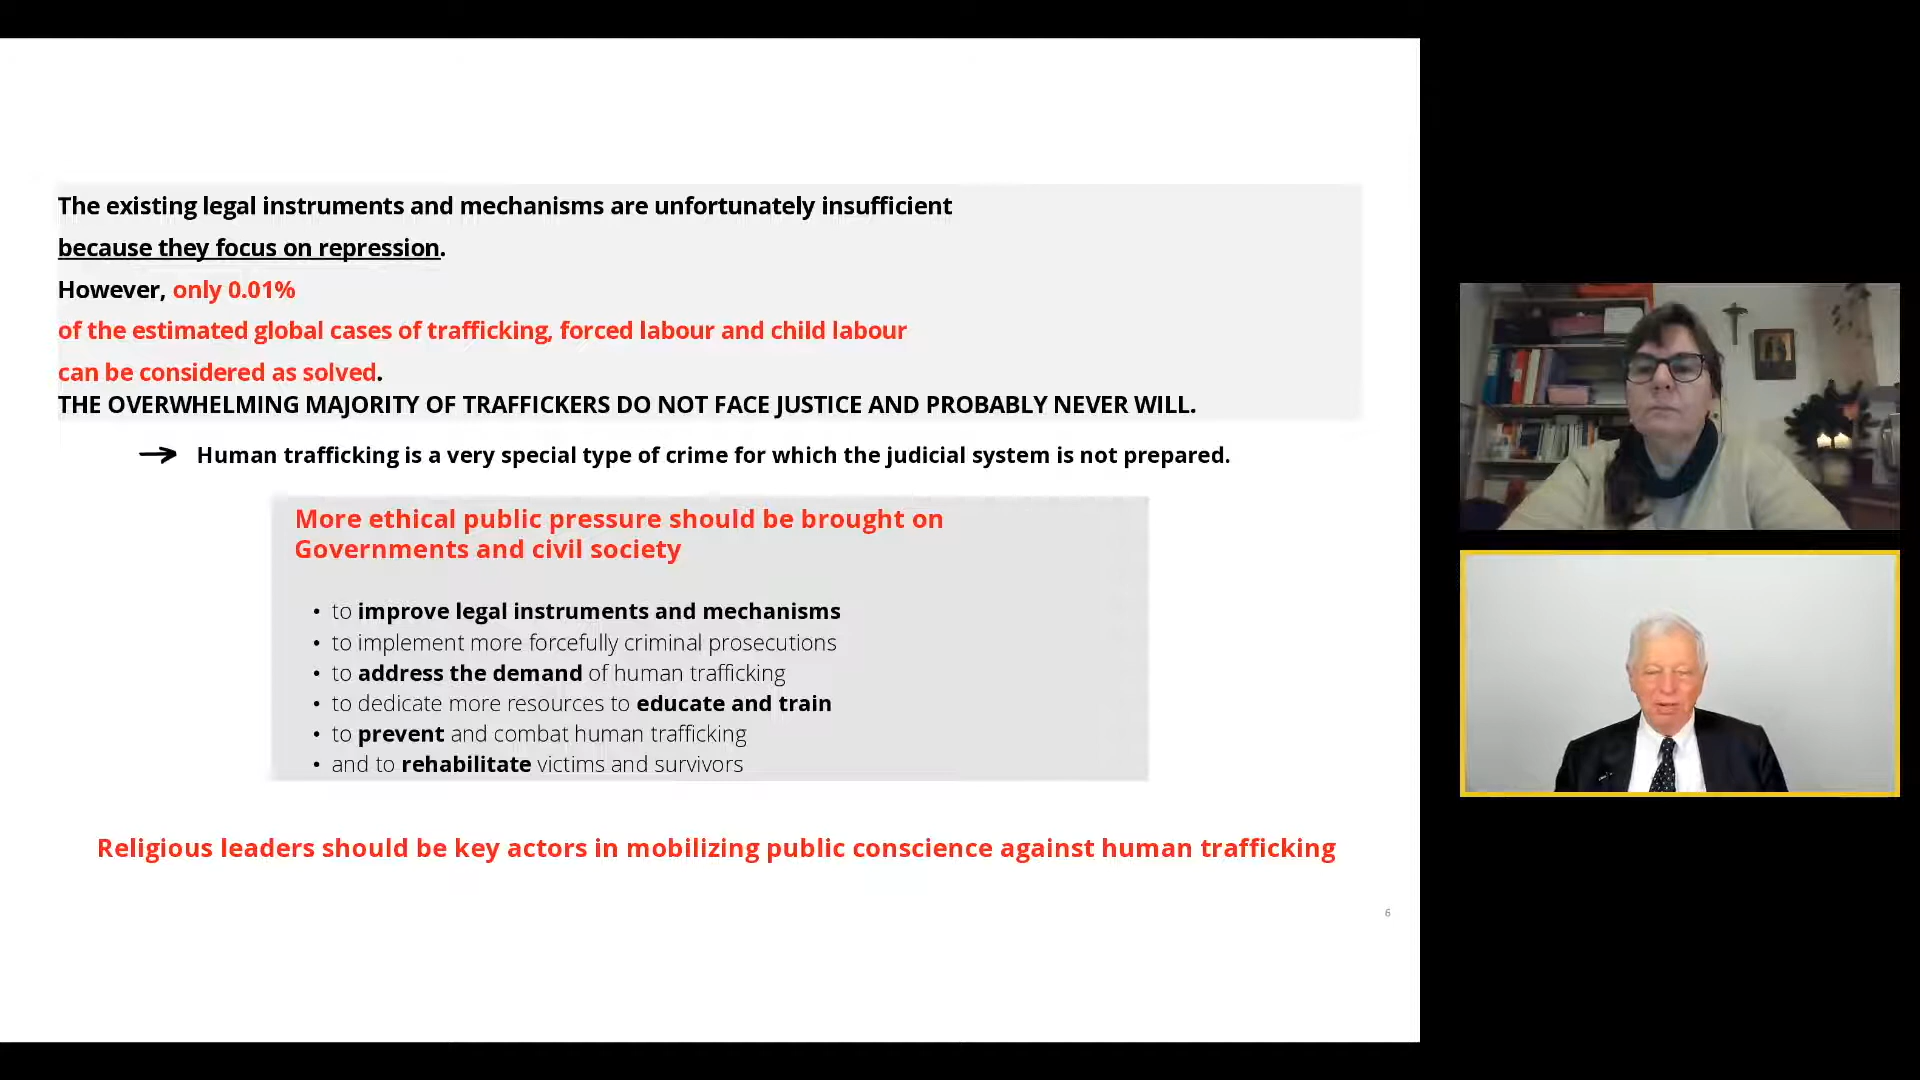 The existing legal instruments and mechanisms are unfortunately insufficient
because they focus on repression.
However, only 0.01%
of the estimated global cases of trafficking, forced labour and child labour
can be considered as solved.
THE OVERWHELMING MAJORITY OF TRAFFICKERS DO NOT FACE JUSTICE AND PROBABLY NEVER WILL.
→ Human trafficking is a very special type of crime for which the judicial system is not prepared.
More ethical public pressure should be brought on
Governments and civil society
• to improve legal instruments and mechanisms
• to implement more forcefully criminal prosecutions
• to address the demand of human trafficking
• to dedicate more resources to educate and train
• to prevent and combat human trafficking
• and to rehabilitate victims and survivors
Religious leaders should be key actors in mobilizing public conscience against human trafficking
6